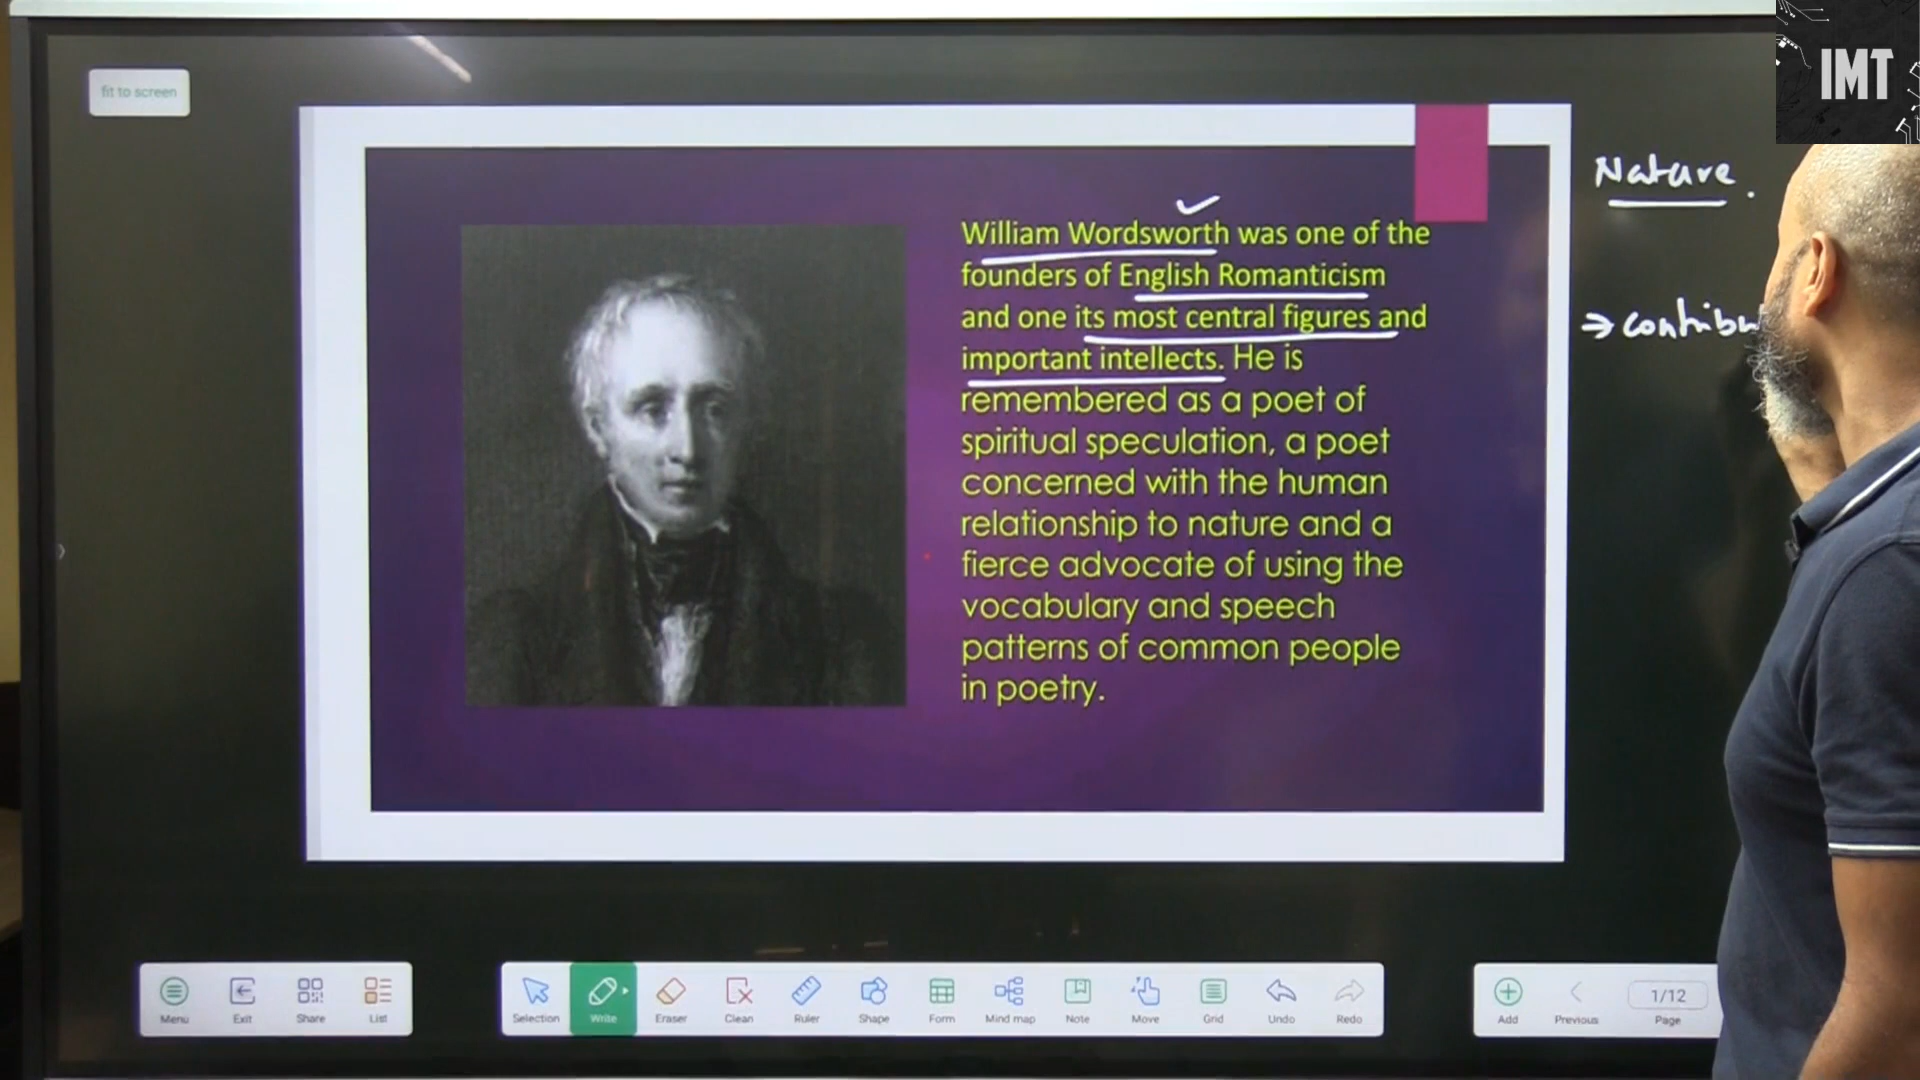 fit to screen
IMT
Nature.
William Wordsworth was one of the
founders of English Romanticism
and one its most central figures and
important intellects. He is
remembered as a poet of
spiritual speculation, a poet
concerned with the human
relationship to nature and a
fierce advocate of using the
vocabulary and speech
patterns of common people
in poetry.
⇒ contribu
Menu Exit Share List
Selection Write Eraser Clean Ruler Shape Form Mind map Note Move Grid Undo Redo
Add Previous 1/12 Page